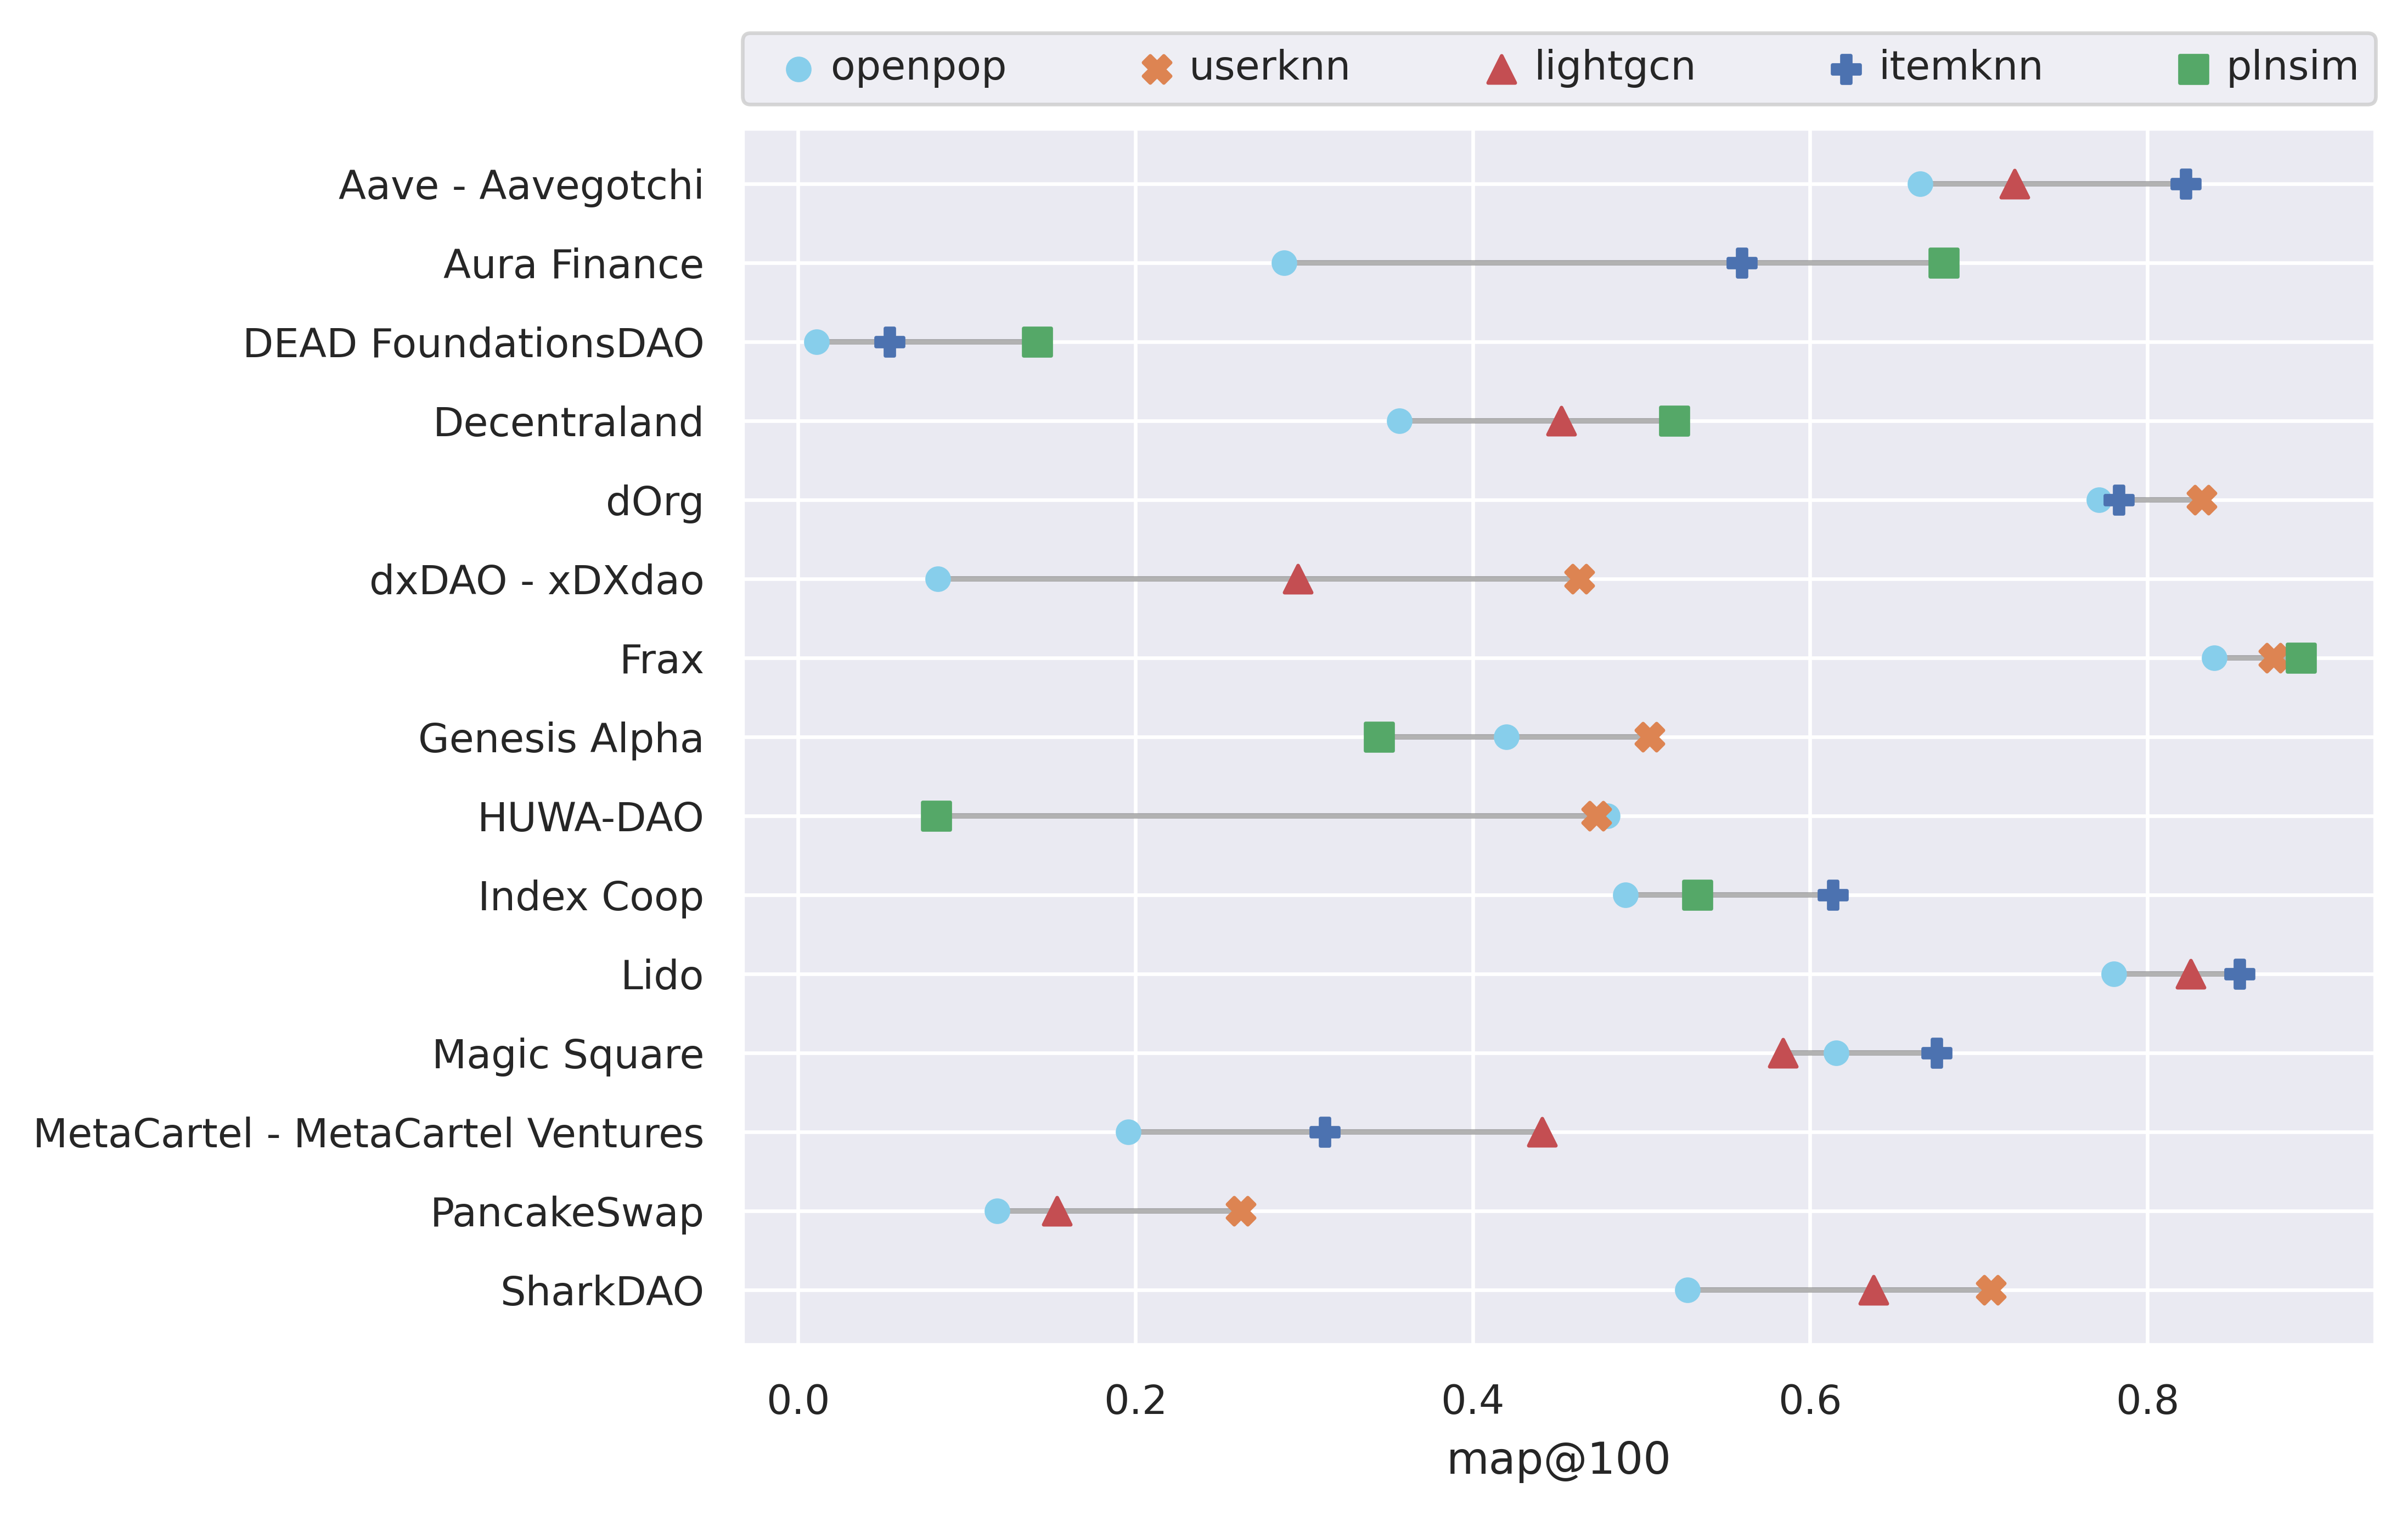 openpop userknn lightgcn itemknn plnsim
Aave - Aavegotchi
Aura Finance
DEAD FoundationsDAO
Decentraland
dOrg
dxDAO - xDXdao
Frax
Genesis Alpha
HUWA-DAO
Index Coop
Lido
Magic Square
MetaCartel - MetaCartel Ventures
PancakeSwap
SharkDAO
0.0 0.2 0.4 0.6 0.8
map@100